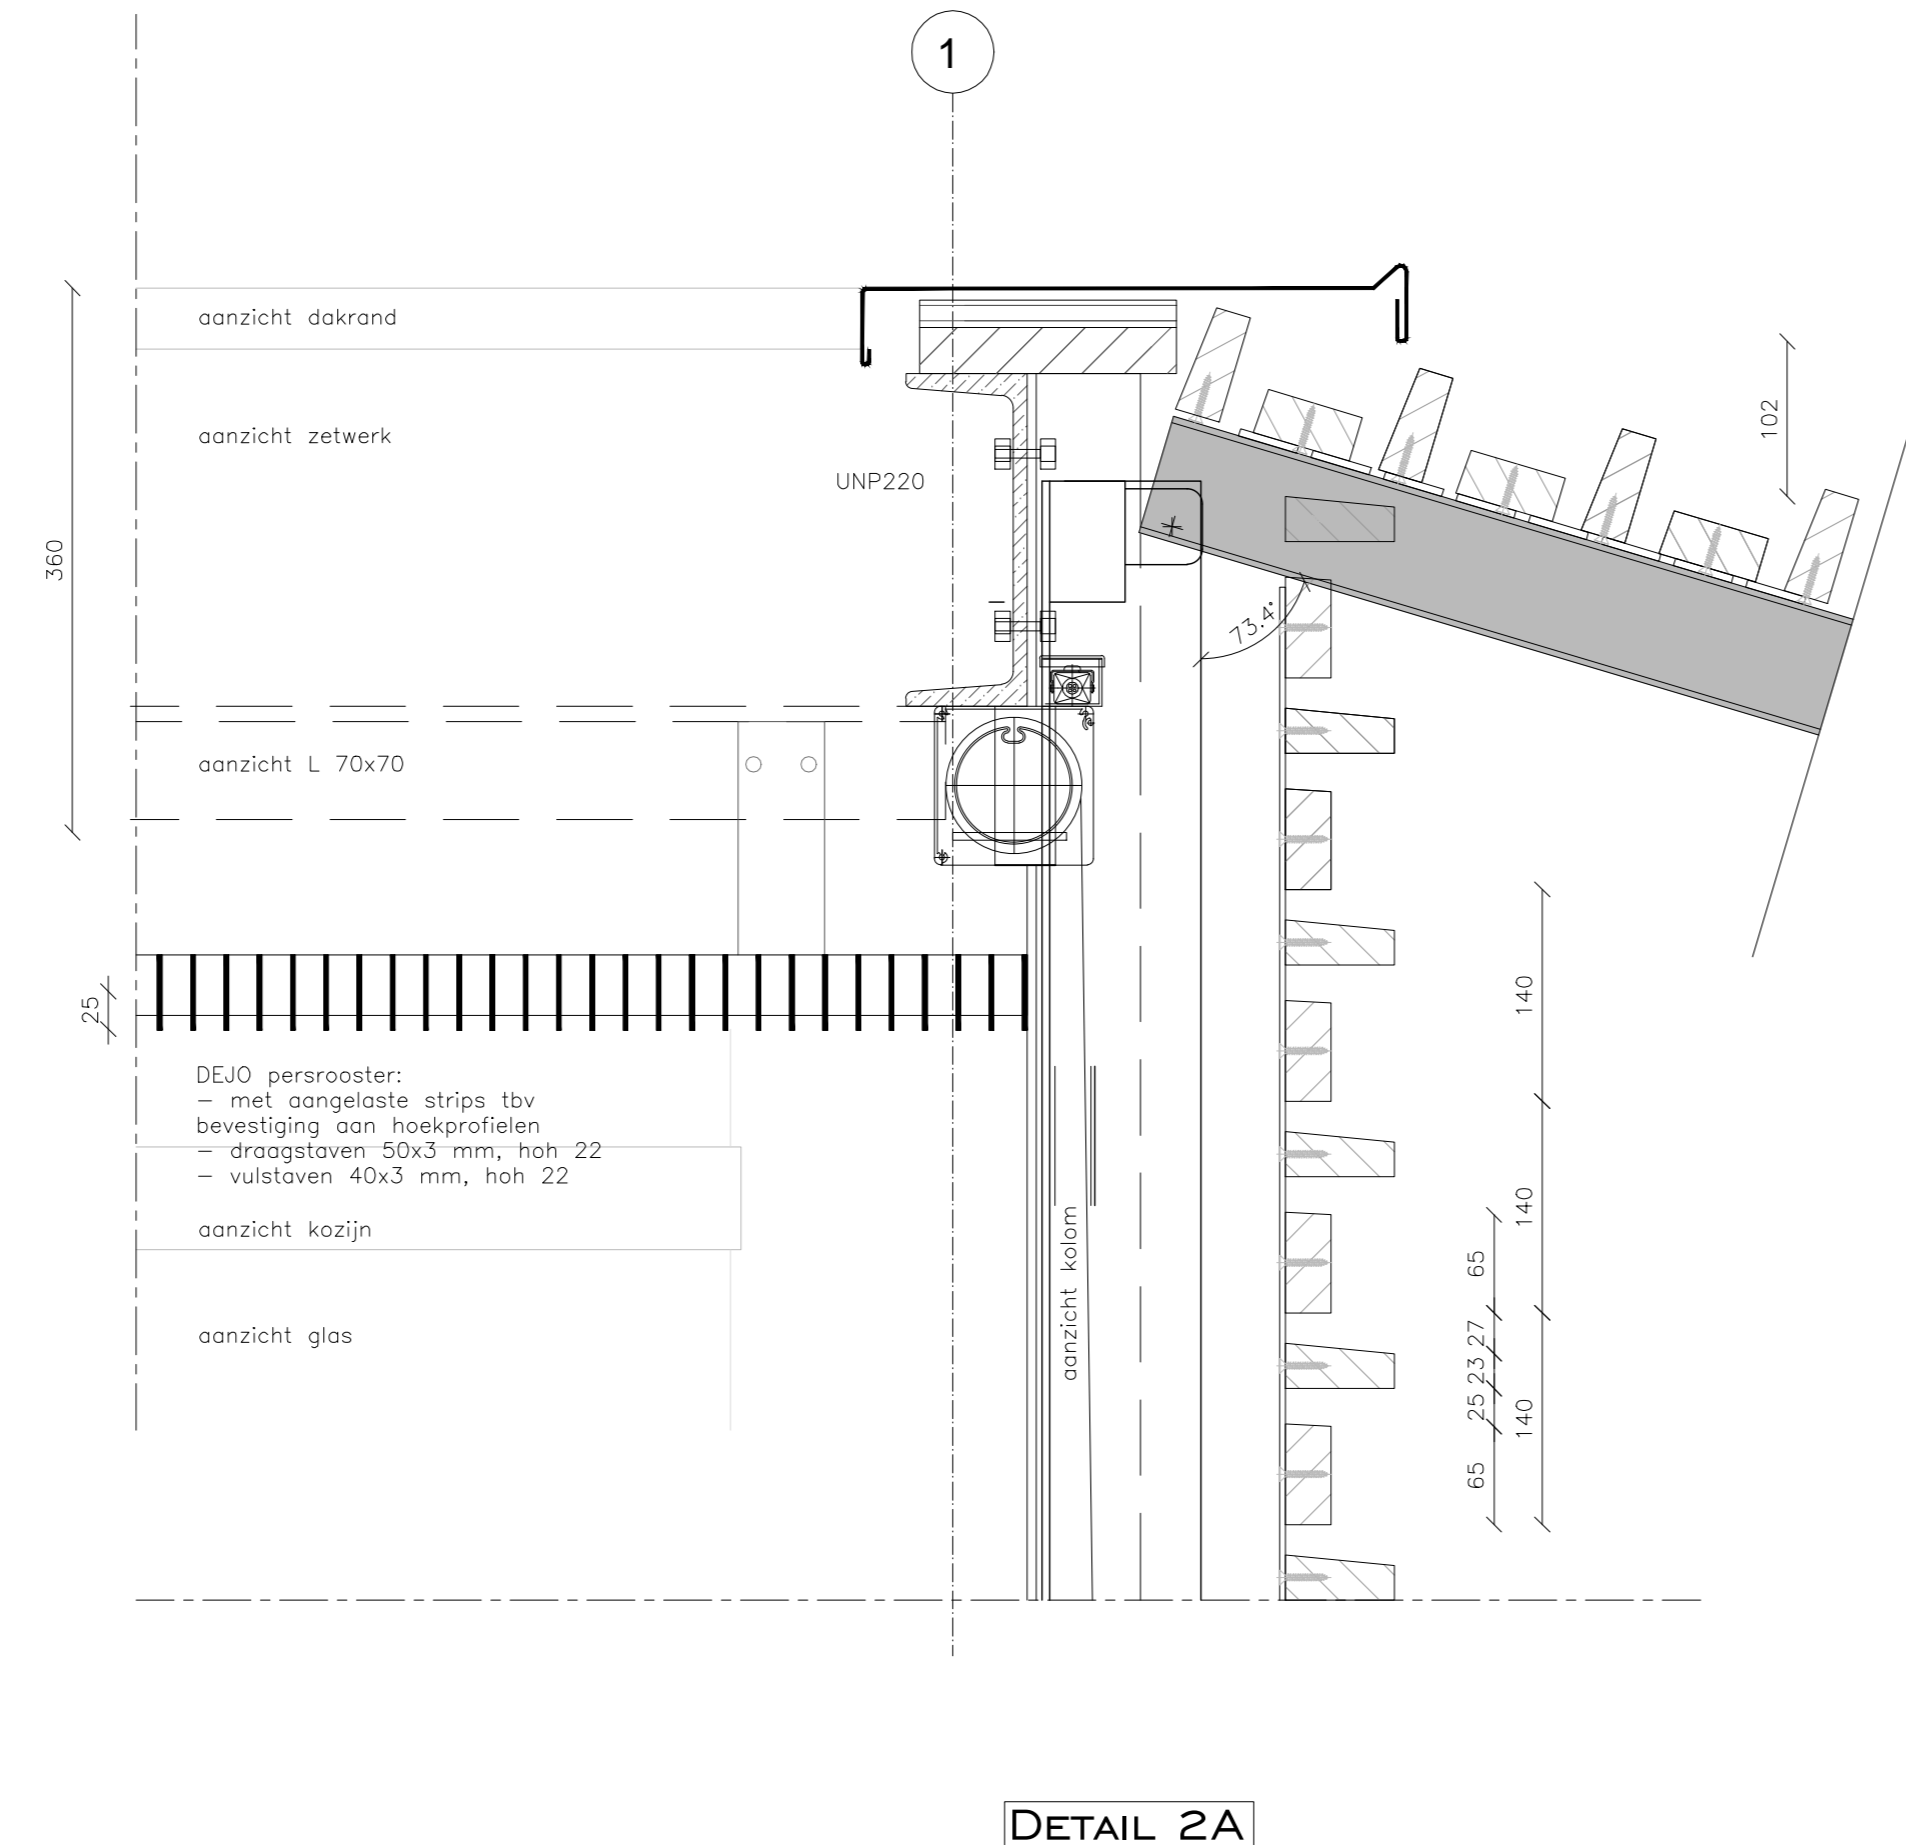 1
aanzicht dakrand
aanzicht zetwerk
UNP220
102
360
73.4°
aanzicht L 70x70
25
DEJO persrooster:
– met aangelaste strips tbv
bevestiging aan hoekprofielen
– draagstaven 50x3 mm, hoh 22
– vulstaven 40x3 mm, hoh 22
aanzicht kozijn
aanzicht glas
aanzicht kolom
140
140
140
65
27
23
25
65
DETAIL 2A